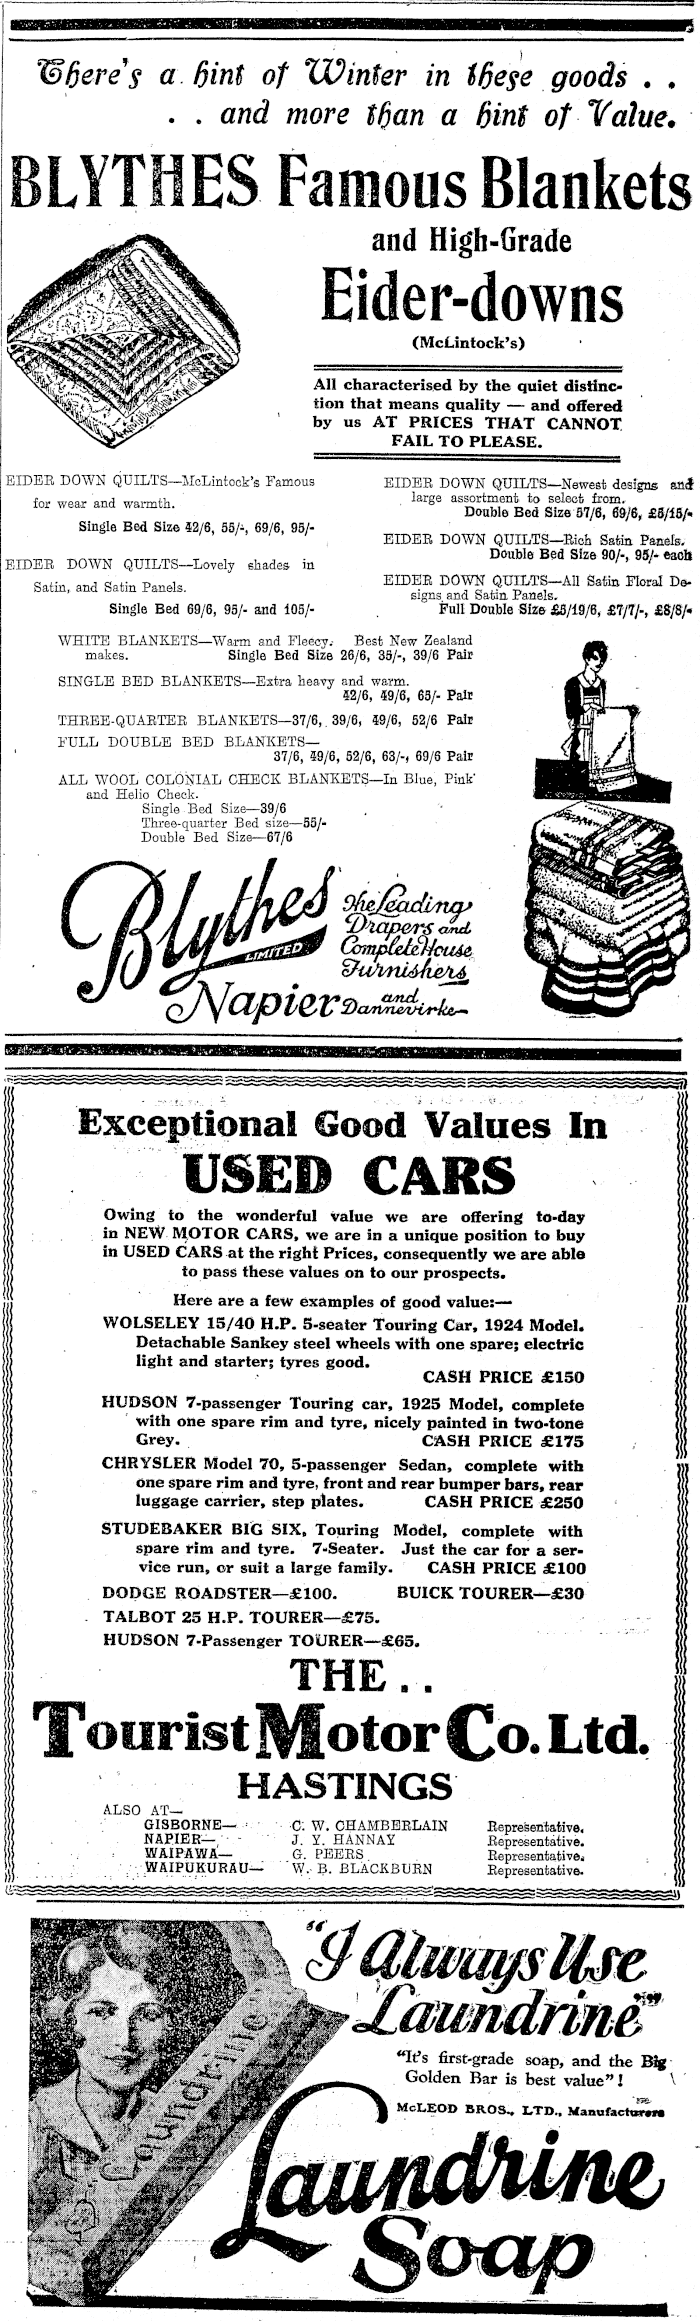 There's a hint of Winter in these goods . .
. . and more than a hint of Value.
BLYTHES Famous Blankets
and High-Grade
Eider-downs
(McLintock's)
All characterised by the quiet distinc-
tion that means quality — and offered
by us AT PRICES THAT CANNOT
FAIL TO PLEASE.
EIDER DOWN QUILTS—McLintock's Famous
for wear and warmth.
Single Bed Size 42/6, 55/-, 69/6, 95/-
EIDER DOWN QUILTS—Lovely shades in
Satin, and Satin Panels.
Single Bed 69/6, 95/- and 105/-
EIDER DOWN QUILTS—Newest designs and
large assortment to select from.
Double Bed Size 57/6, 69/6, £5/15/-
EIDER DOWN QUILTS—Rich Satin Panels.
Double Bed Size 90/-, 95/- each
EIDER DOWN QUILTS—All Satin Floral De-
signs and Satin Panels.
Full Double Size £5/19/6, £7/7/-, £8/8/-
WHITE BLANKETS—Warm and Fleecy. Best New Zealand
makes. Single Bed Size 26/6, 35/-, 39/6 Pair
SINGLE BED BLANKETS—Extra heavy and warm.
42/6, 49/6, 65/- Pair
THREE-QUARTER BLANKETS—37/6, 39/6, 49/6, 52/6 Pair
FULL DOUBLE BED BLANKETS—
37/6, 49/6, 52/6, 63/-, 69/6 Pair
ALL WOOL COLONIAL CHECK BLANKETS—In Blue, Pink
and Helio Check.
Single Bed Size—39/6
Three-quarter Bed size—55/-
Double Bed Size—67/6
Blythes
LIMITED
The Leading
Drapers and
Complete House
Furnishers
Napier and
Dannevirke
Exceptional Good Values In
USED CARS
Owing to the wonderful value we are offering to-day
in NEW MOTOR CARS, we are in a unique position to buy
in USED CARS at the right Prices, consequently we are able
to pass these values on to our prospects.
Here are a few examples of good value:—
WOLSELEY 15/40 H.P. 5-seater Touring Car, 1924 Model.
Detachable Sankey steel wheels with one spare; electric
light and starter; tyres good.
CASH PRICE £150
HUDSON 7-passenger Touring car, 1925 Model, complete
with one spare rim and tyre, nicely painted in two-tone
Grey. CASH PRICE £175
CHRYSLER Model 70, 5-passenger Sedan, complete with
one spare rim and tyre, front and rear bumper bars, rear
luggage carrier, step plates. CASH PRICE £250
STUDEBAKER BIG SIX, Touring Model, complete with
spare rim and tyre. 7-Seater. Just the car for a ser-
vice run, or suit a large family. CASH PRICE £100
DODGE ROADSTER—£100. BUICK TOURER—£30
TALBOT 25 H.P. TOURER—£75.
HUDSON 7-Passenger TOURER—£65.
THE . .
Tourist Motor Co. Ltd.
HASTINGS
ALSO AT—
GISBORNE— C. W. CHAMBERLAIN Representative.
NAPIER— J. Y. HANNAY Representative.
WAIPAWA— G. PEERS Representative.
WAIPUKURAU— W. B. BLACKBURN Representative.
"I Always Use
Laundrine"
"It's first-grade soap, and the Big
Golden Bar is best value"!
McLEOD BROS., LTD., Manufacturers
Laundrine
Laundrine
Soap